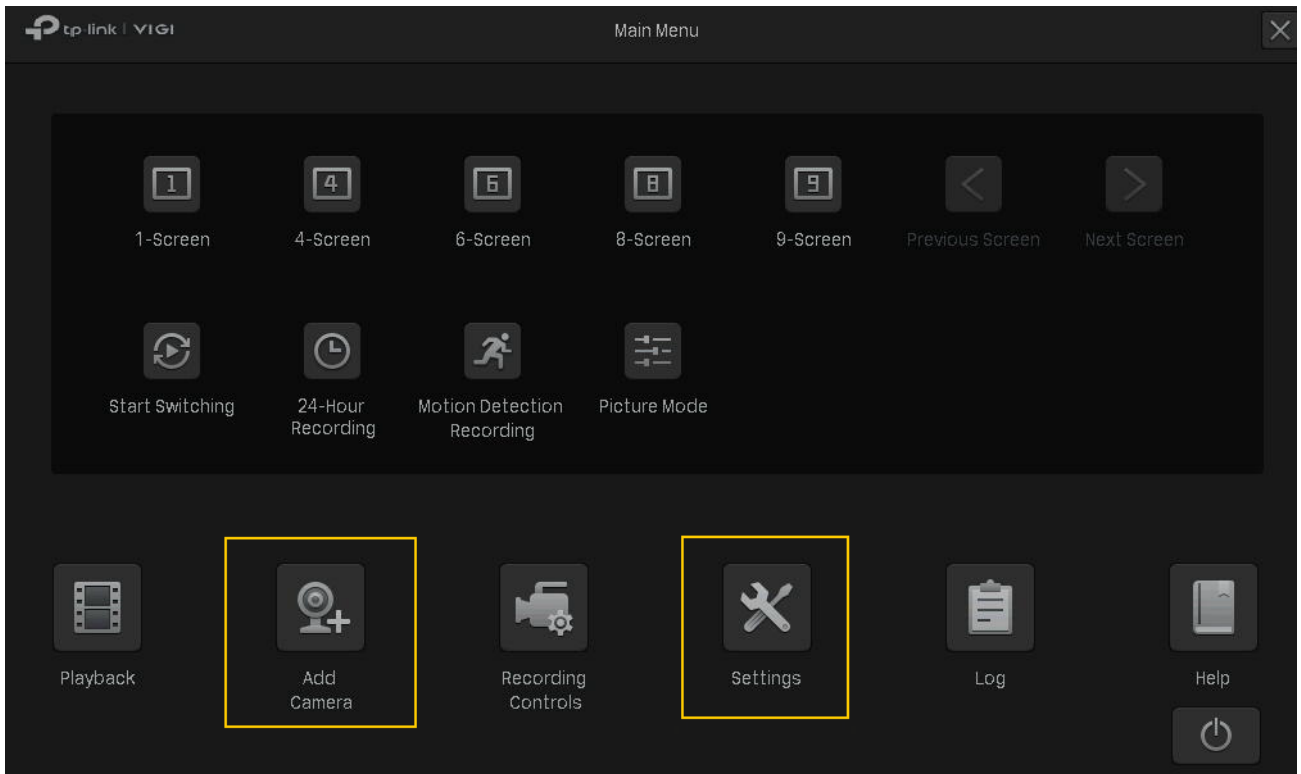 tp-link | VIGI
Main Menu
1
4
6
8
9
1-Screen
4-Screen
6-Screen
8-Screen
9-Screen
Previous Screen
Next Screen
Start Switching
24-Hour
Recording
Motion Detection
Recording
Picture Mode
Playback
Add
Camera
Recording
Controls
Settings
Log
Help